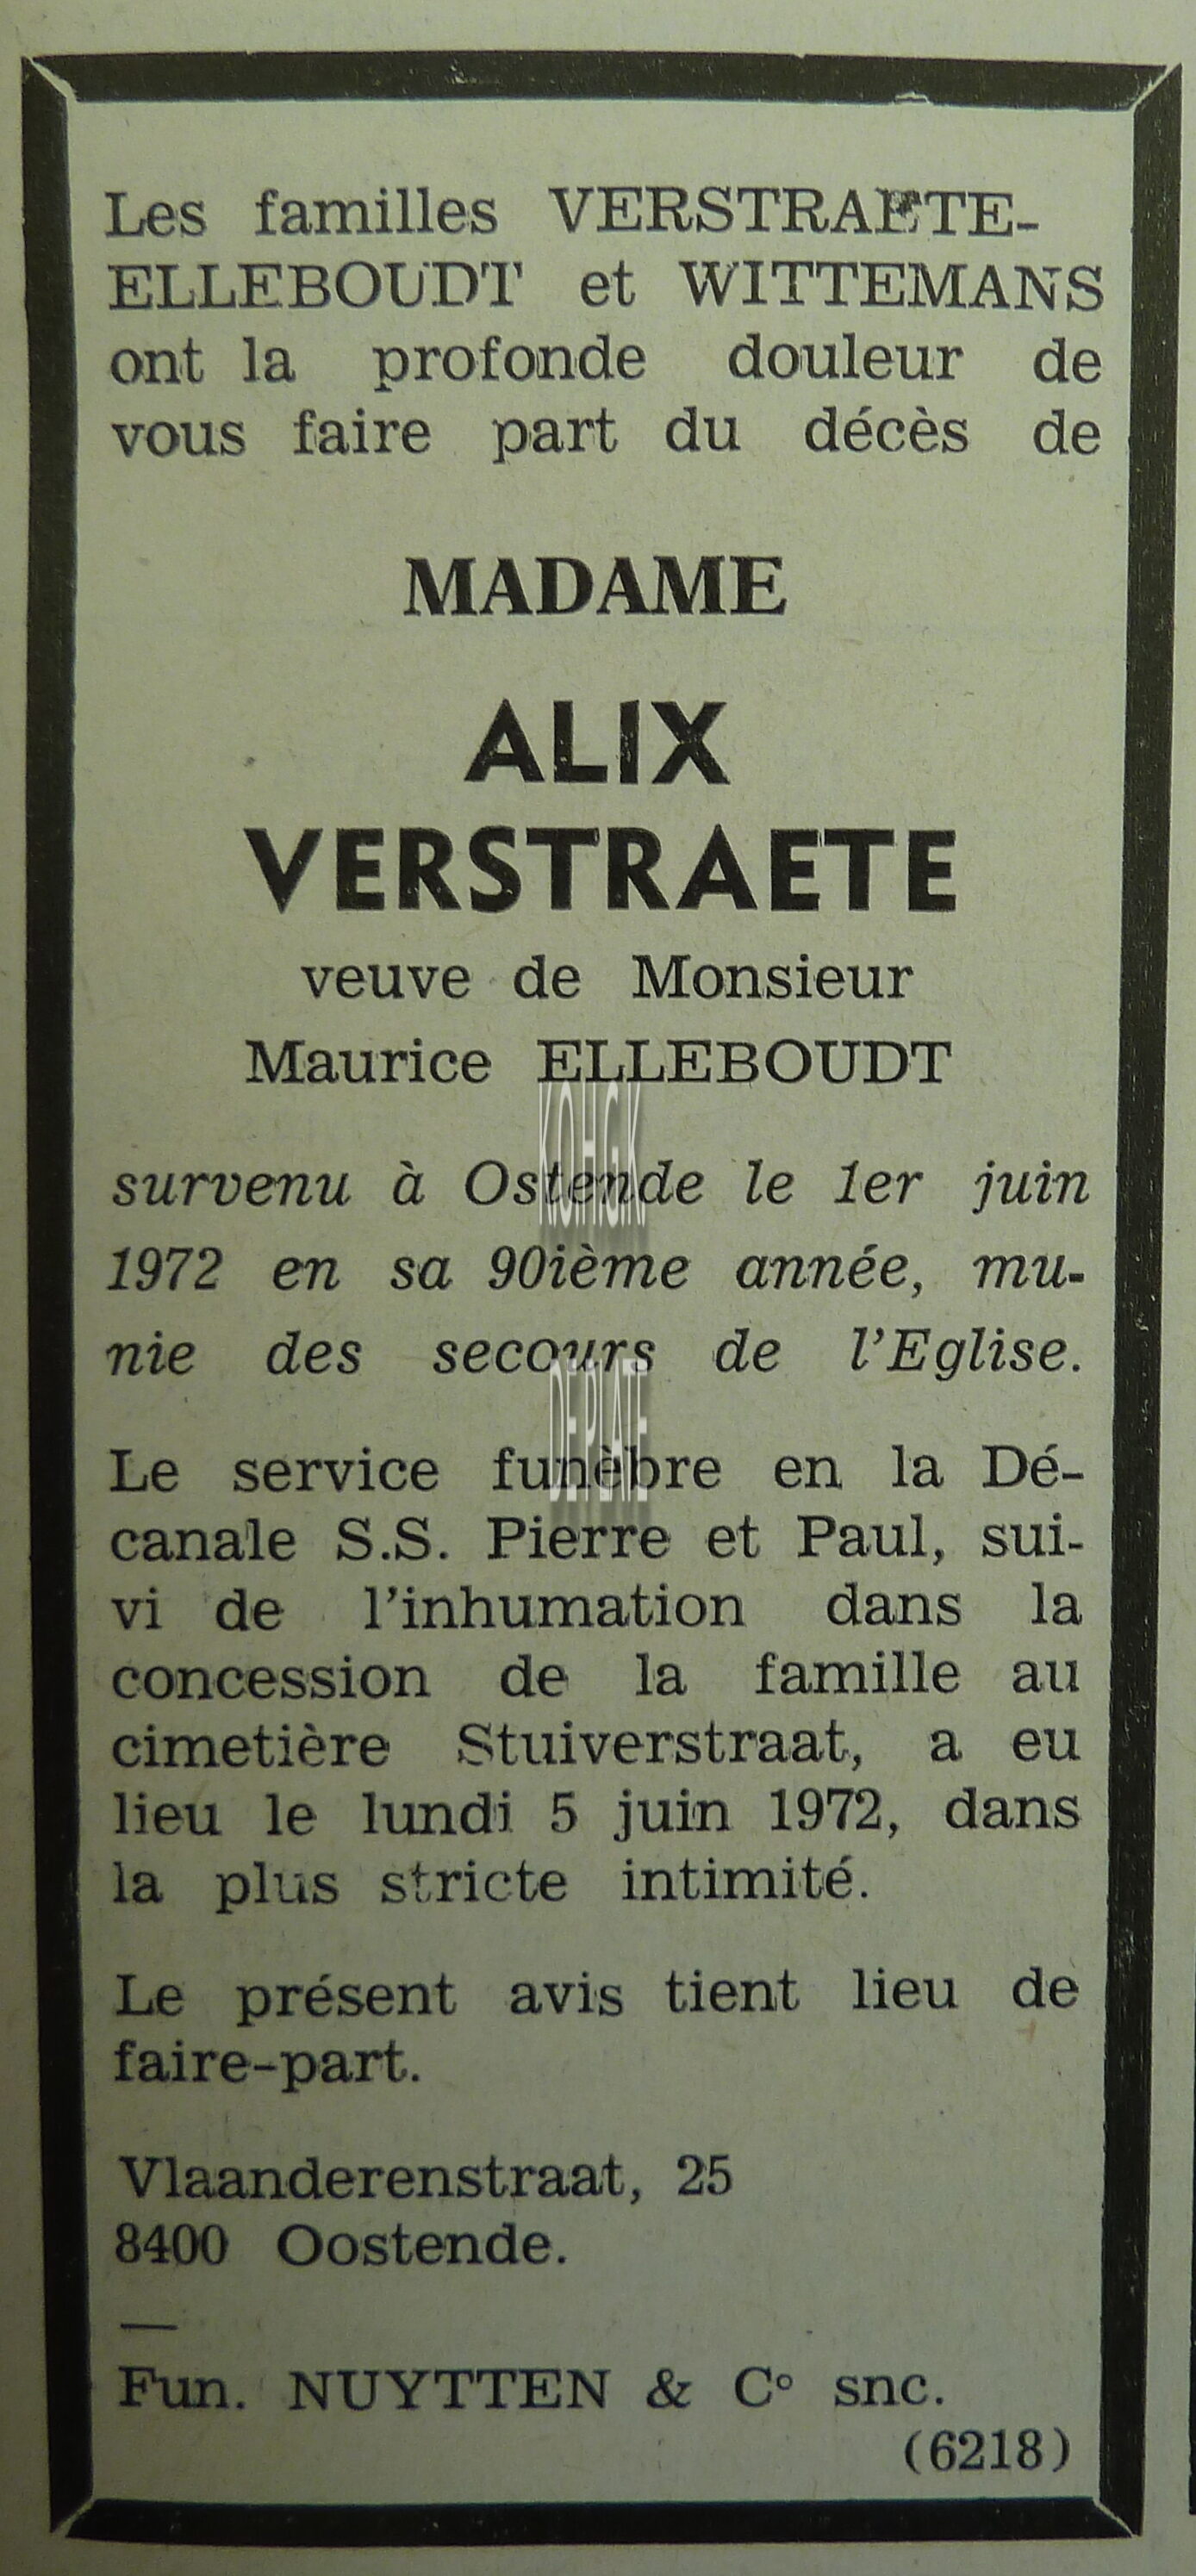 Les familles VERSTRAETE-
ELLEBOUDT et WITTEMANS
ont la profonde douleur de
vous faire part du décès de
MADAME
ALIX
VERSTRAETE
veuve de Monsieur
Maurice ELLEBOUDT
KOHGK
survenu à Ostende le 1er juin
1972 en sa 90ième année, mu-
nie des secours de l'Eglise.
DE PLATE
Le service funèbre en la Dé-
canale S.S. Pierre et Paul, sui-
vi de l'inhumation dans la
concession de la famille au
cimetière Stuiverstraat, a eu
lieu le lundi 5 juin 1972, dans
la plus stricte intimité.
Le présent avis tient lieu de
faire-part.
Vlaanderenstraat, 25
8400 Oostende.
—
Fun. NUYTTEN & C° snc.
(6218)